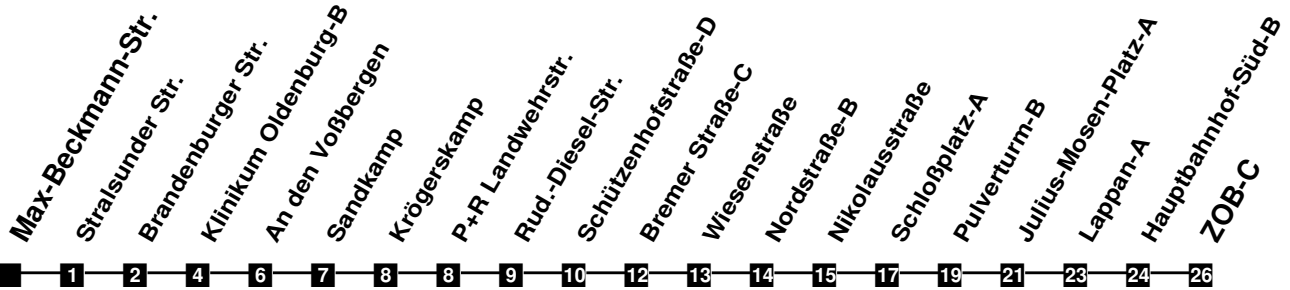 Max-Beckmann-Str.
Stralsunder Str.
Brandenburger Str.
Klinikum Oldenburg-B
An den Voßbergen
Sandkamp
Krögerskamp
P+R Landwehrstr.
Rud.-Diesel-Str.
Schützenhofstraße-D
Bremer Straße-C
Wiesenstraße
Nordstraße-B
Nikolausstraße
Schloßplatz-A
Pulverturm-B
Julius-Mosen-Platz-A
Lappan-A
Hauptbahnhof-Süd-B
ZOB-C
1 2 4 6 7 8 8 9 10 12 13 14 15 17 19 21 23 24 26